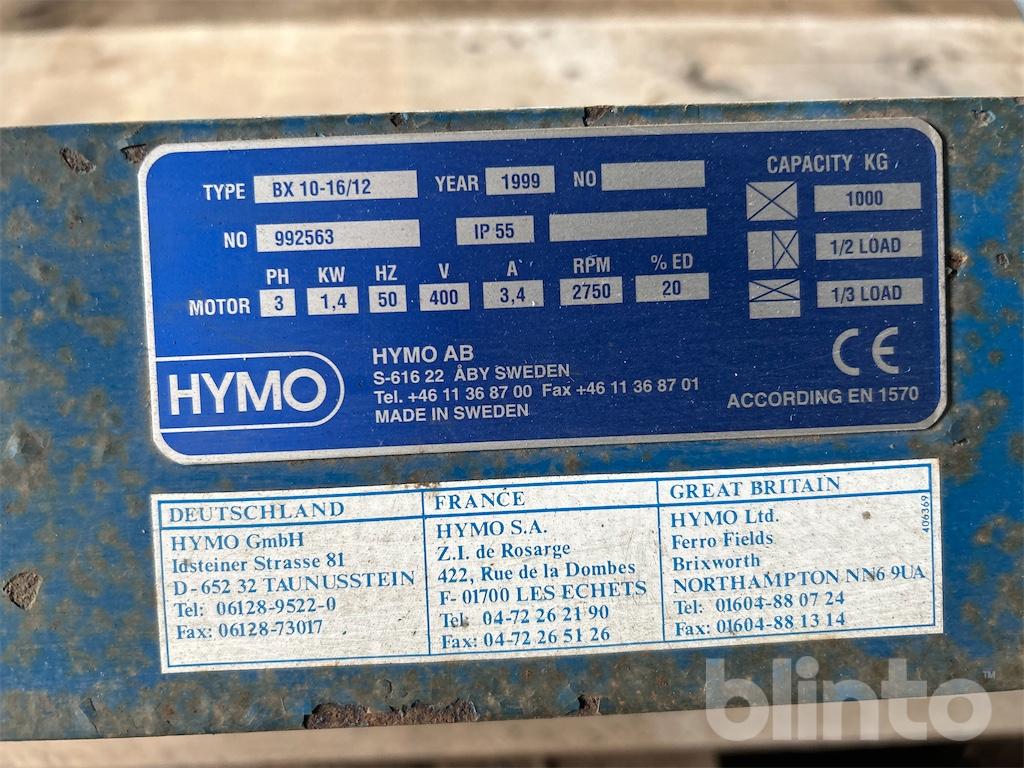 TYPE BX 10-16/12 YEAR 1999 NO
NO 992563 IP 55
PH KW HZ V A RPM % ED
MOTOR 3 1,4 50 400 3,4 2750 20
CAPACITY KG
1000
1/2 LOAD
1/3 LOAD
HYMO
HYMO AB
S-616 22 ÅBY SWEDEN
Tel. +46 11 36 87 00 Fax +46 11 36 87 01
MADE IN SWEDEN
CE
ACCORDING EN 1570
DEUTSCHLAND
HYMO GmbH
Idsteiner Strasse 81
D-652 32 TAUNUSSTEIN
Tel: 06128-9522-0
Fax: 06128-73017
FRANCE
HYMO S.A.
Z.I. de Rosarge
422, Rue de la Dombes
F-01700 LES ECHETS
Tel: 04-72 26 21 90
Fax: 04-72 26 51 26
GREAT BRITAIN
HYMO Ltd.
Ferro Fields
Brixworth
NORTHAMPTON NN6 9UA
Tel: 01604-88 07 24
Fax: 01604-88 13 14
406369
blinto™